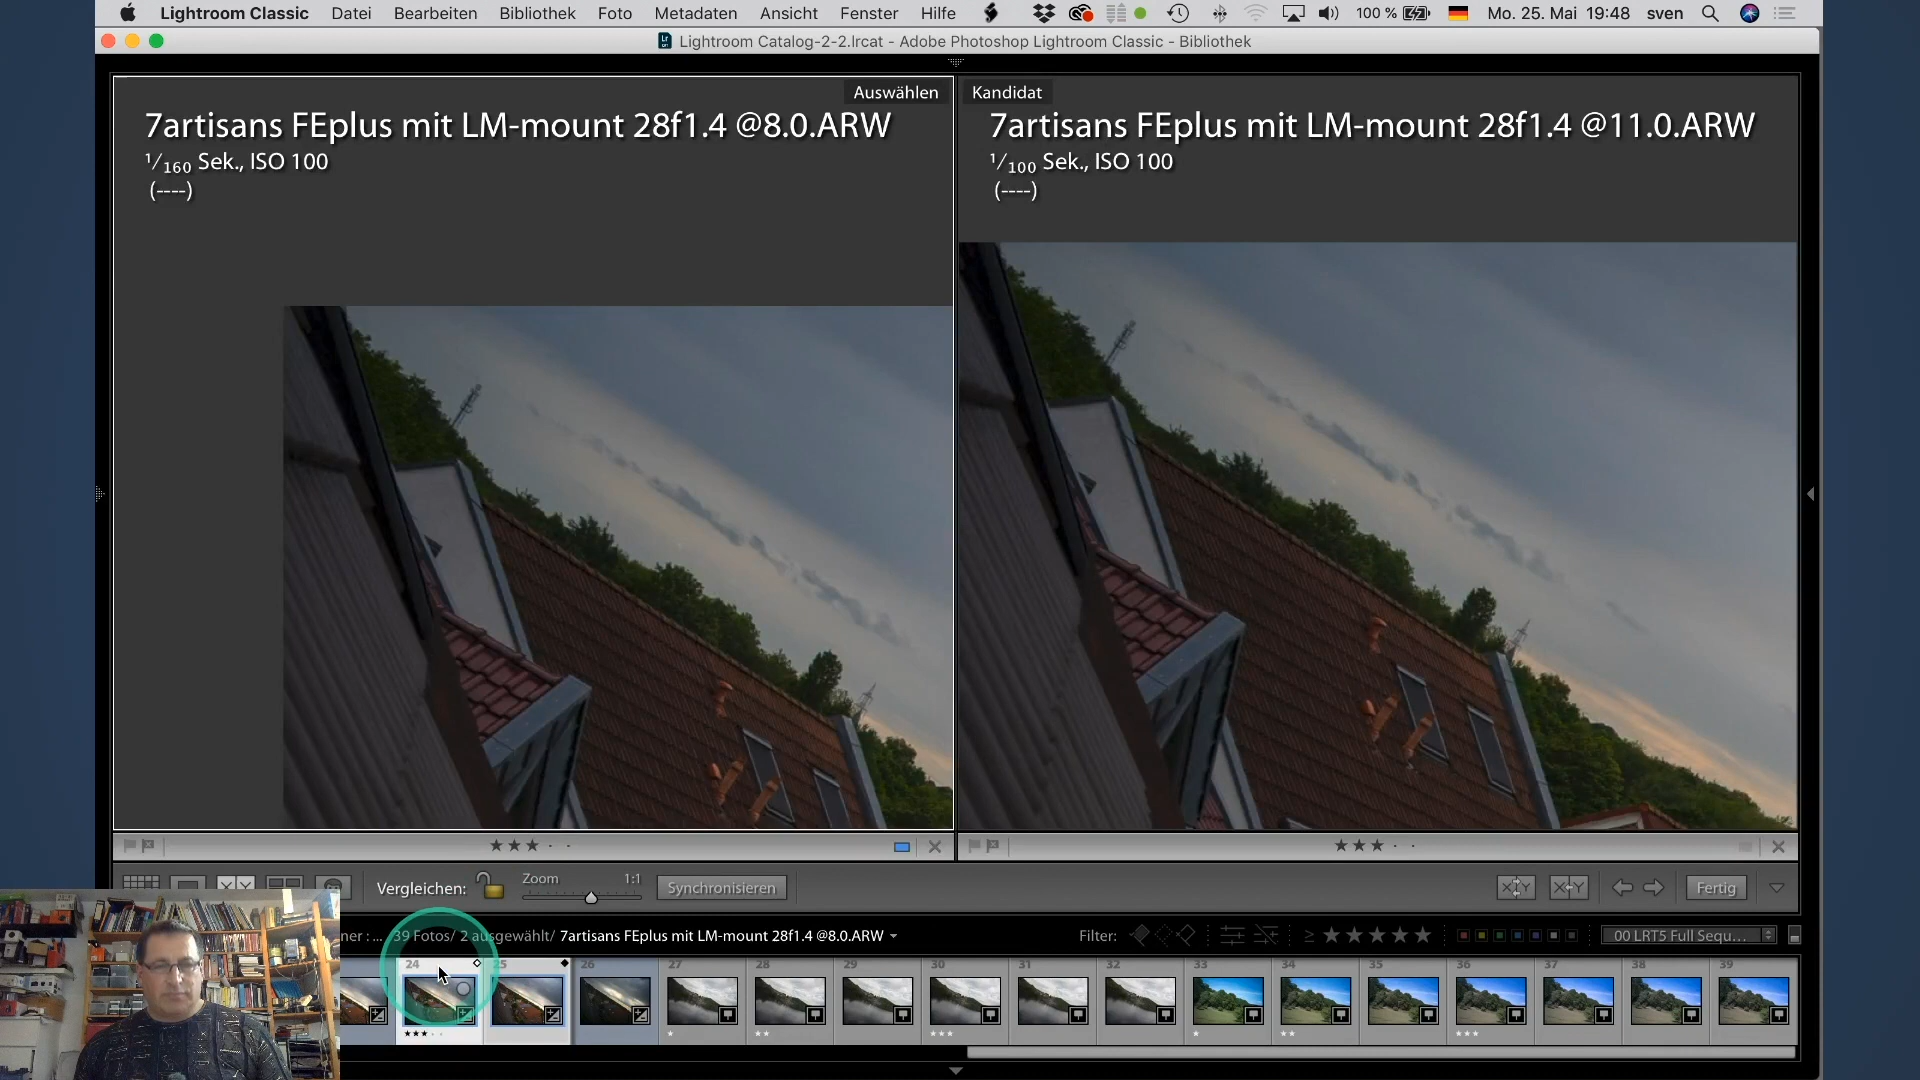 Lightroom Classic Datei Bearbeiten Bibliothek Foto Metadaten Ansicht Fenster Hilfe 100 % Mo. 25. Mai 19:48 sven
Lightroom Catalog-2-2.lrcat - Adobe Photoshop Lightroom Classic - Bibliothek
Auswählen
7artisans FEplus mit LM-mount 28f1.4 @8.0.ARW
1/160 Sek., ISO 100
(----)
Kandidat
7artisans FEplus mit LM-mount 28f1.4 @11.0.ARW
1/100 Sek., ISO 100
(----)
Vergleichen: Zoom 1:1 Synchronisieren Fertig
ner : ... 39 Fotos/ 2 ausgewählt/ 7artisans FEplus mit LM-mount 28f1.4 @8.0.ARW Filter: ≥ 00 LRT5 Full Sequ...
24 25 26 27 28 29 30 31 32 33 34 35 36 37 38 39